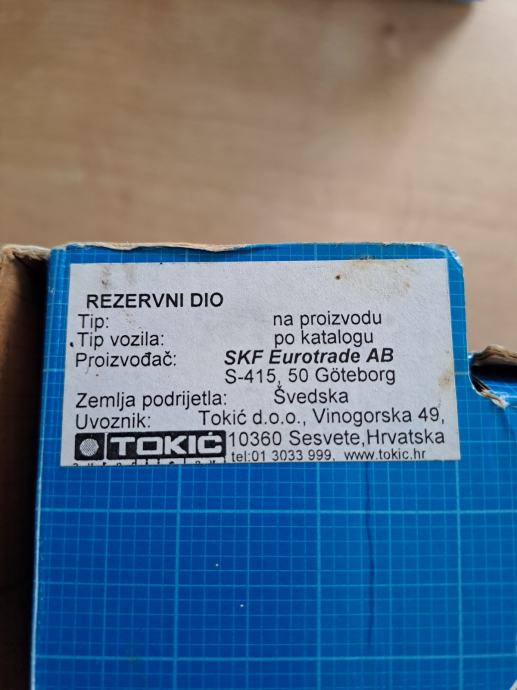 REZERVNI DIO
Tip: na proizvodu
Tip vozila: po katalogu
Proizvođač: SKF Eurotrade AB
S-415, 50 Göteborg
Zemlja podrijetla: Švedska
Uvoznik: Tokić d.o.o., Vinogorska 49,
TOKIĆ 10360 Sesvete,Hrvatska
tel:01 3033 999, www.tokic.hr